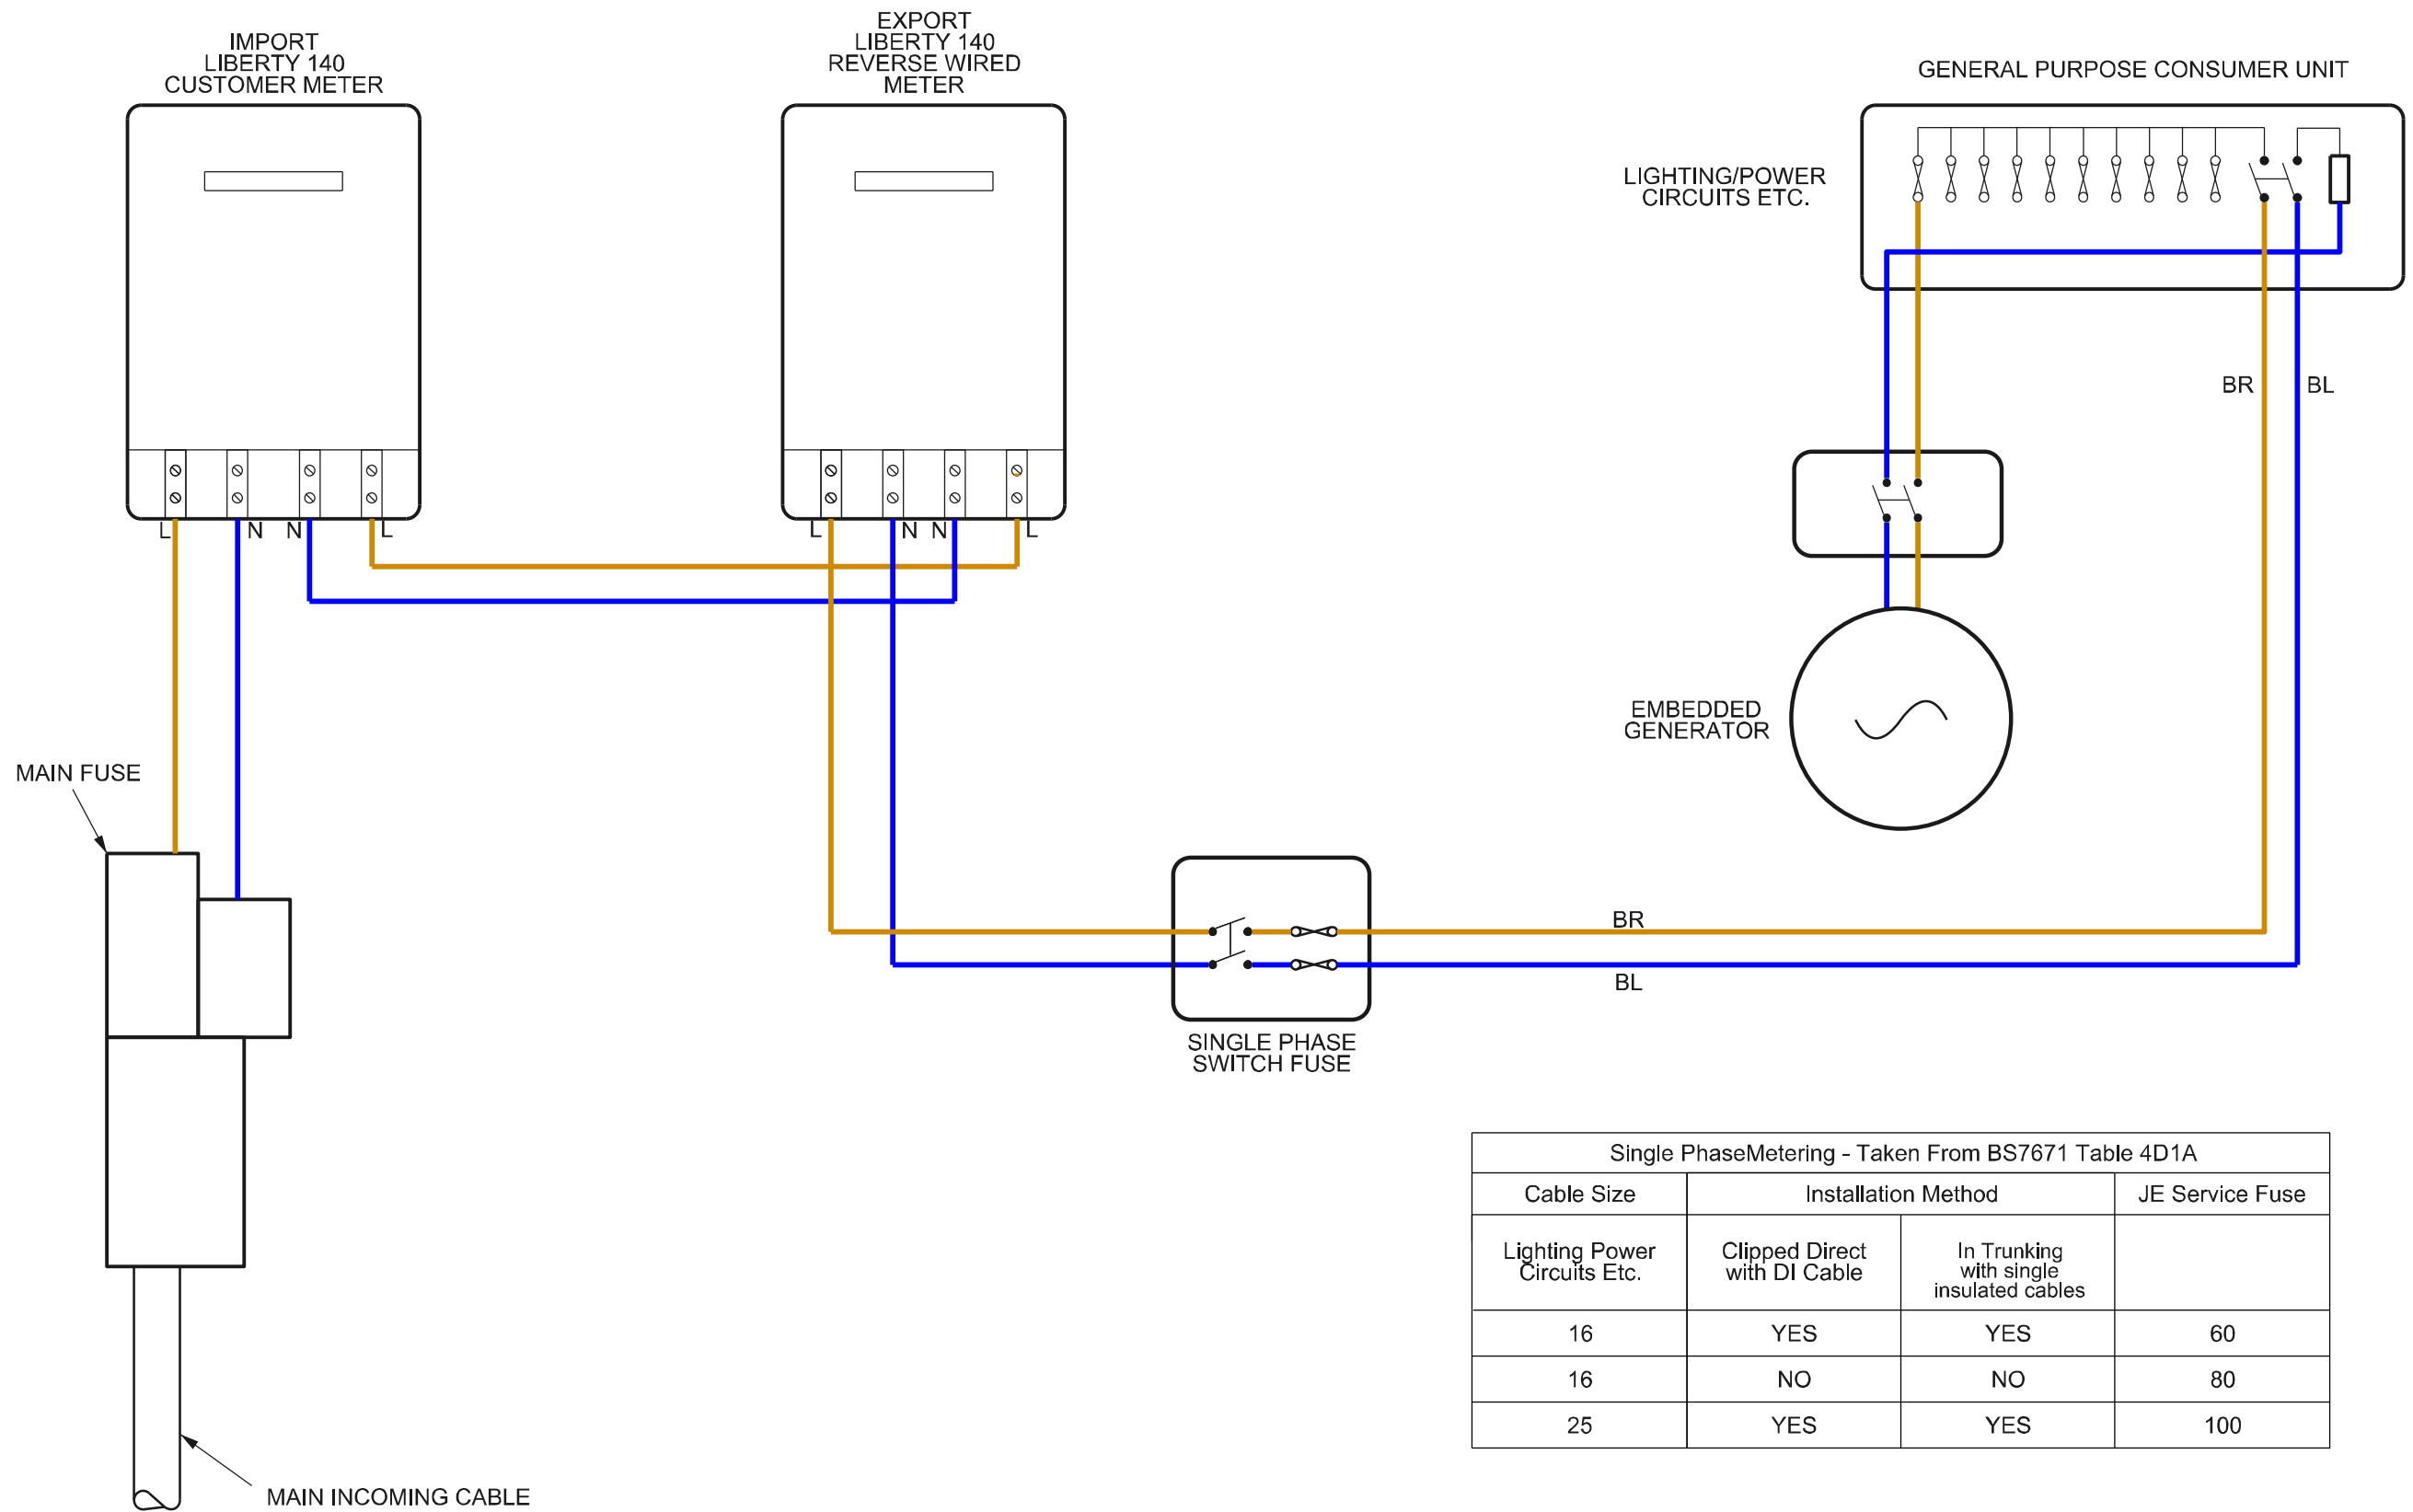 IMPORT
LIBERTY 140
CUSTOMER METER
EXPORT
LIBERTY 140
REVERSE WIRED
METER
GENERAL PURPOSE CONSUMER UNIT
LIGHTING/POWER
CIRCUITS ETC.
BR BL
L N N L
L N N L
EMBEDDED
GENERATOR
MAIN FUSE
BR
BL
SINGLE PHASE
SWITCH FUSE
MAIN INCOMING CABLE
Single PhaseMetering - Taken From BS7671 Table 4D1A
Cable Size Installation Method JE Service Fuse
Lighting Power
Circuits Etc.
Clipped Direct
with DI Cable
In Trunking
with single
insulated cables
16 YES YES 60
16 NO NO 80
25 YES YES 100